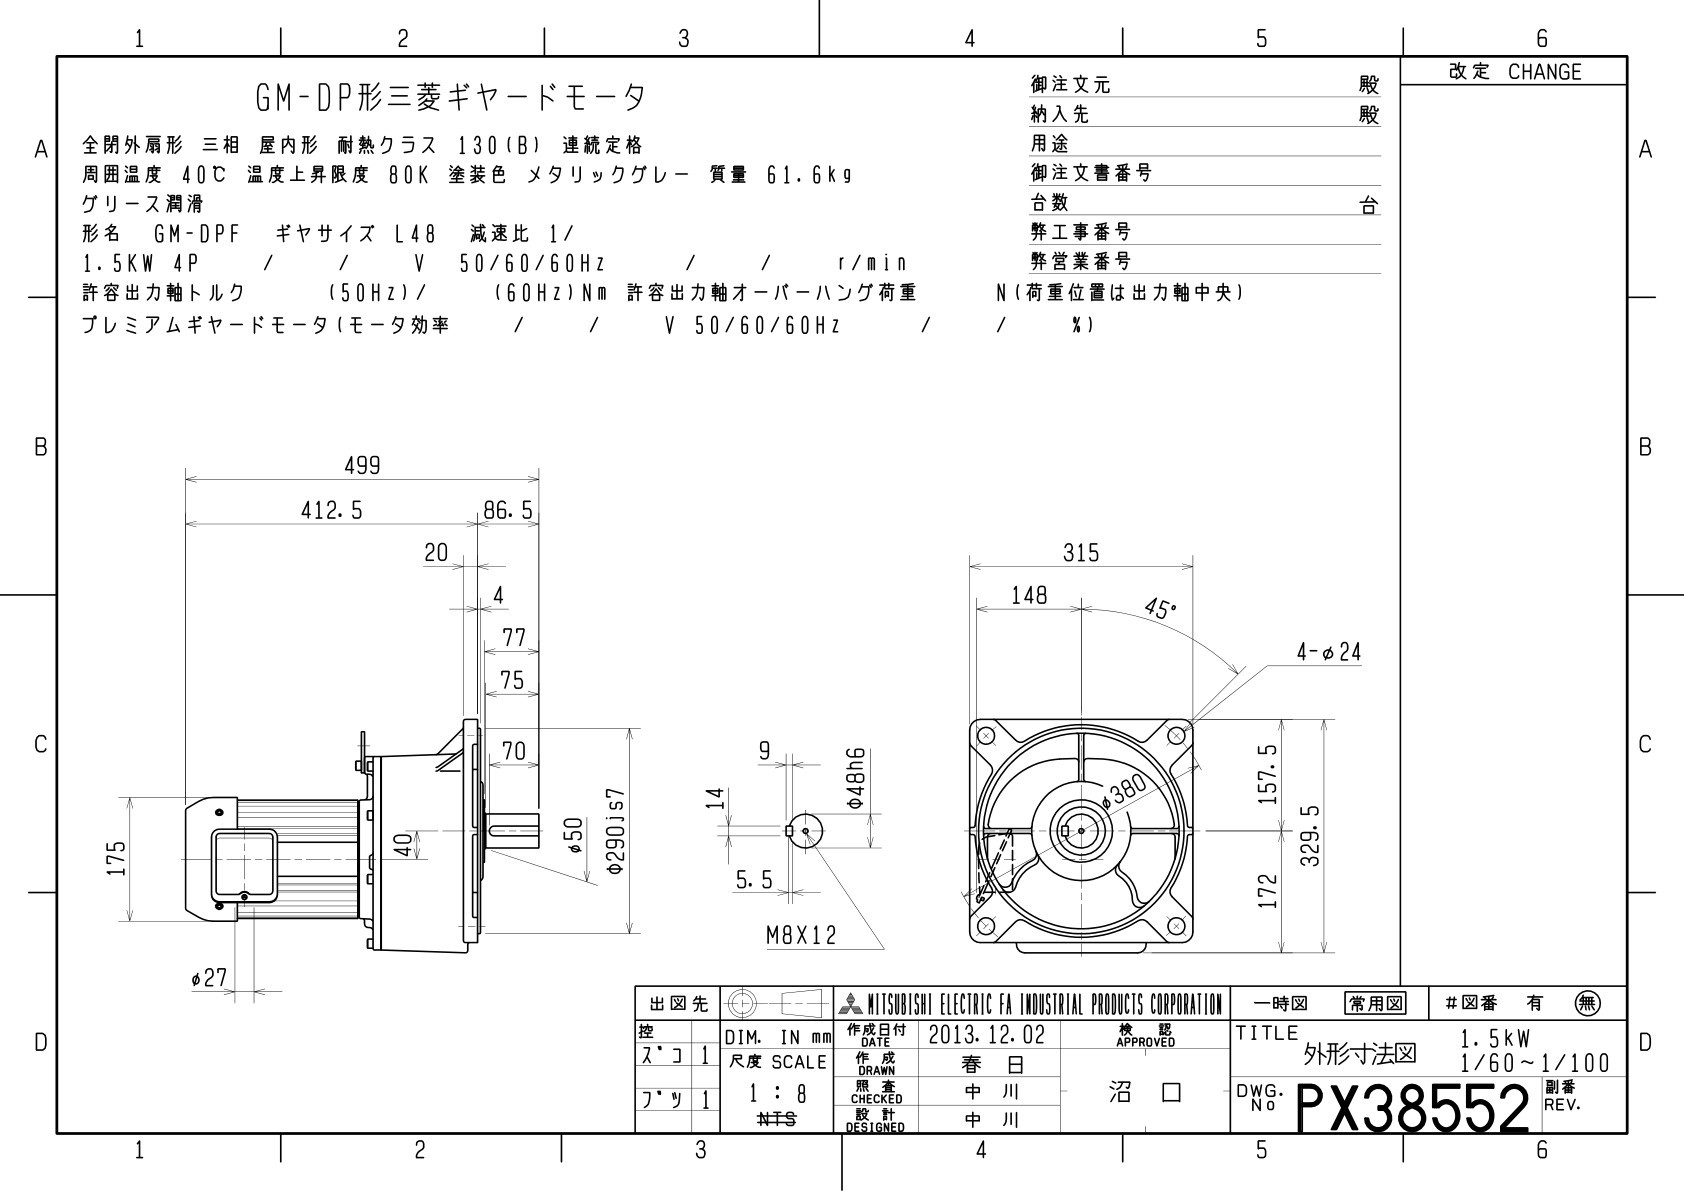 1 2 3 4 5 6
改定 CHANGE
GM-DP形三菱ギヤードモータ
全閉外扇形 三相 屋内形 耐熱クラス 130(B) 連続定格
周囲温度 40℃ 温度上昇限度 80K 塗装色 メタリックグレー 質量 61.6kg
グリース潤滑
形名 GM-DPF ギヤサイズ L48 減速比 1/
1.5KW 4P / / V 50/60/60Hz / / r/min
許容出力軸トルク (50Hz)/ (60Hz)Nm 許容出力軸オーバーハング荷重 N(荷重位置は出力軸中央)
プレミアムギヤードモータ(モータ効率 / / V 50/60/60Hz / / %)
御注文元 殿
納入先 殿
用途
御注文書番号
台数 台
弊工事番号
弊営業番号
A A
B B
C C
D D
499
412.5 86.5
20
4
77
75
70
175
40
φ50
Φ290js7
φ27
9
14
5.5
Φ48h6
M8X12
315
148
45°
4-φ24
φ380
157.5
329.5
172
出図先
控
ズコ 1
ブツ 1
DIM. IN mm
尺度 SCALE
1 : 8
NTS
MITSUBISHI ELECTRIC FA INDUSTRIAL PRODUCTS CORPORATION
作成日付 DATE 2013.12.02
作成 DRAWN 春日
照査 CHECKED 中川
設計 DESIGNED 中川
検認 APPROVED
沼口
一時図 常用図 #図番 有 無
TITLE 外形寸法図
1.5kW
1/60~1/100
DWG. No PX38552
副番 REV.
1 2 3 4 5 6